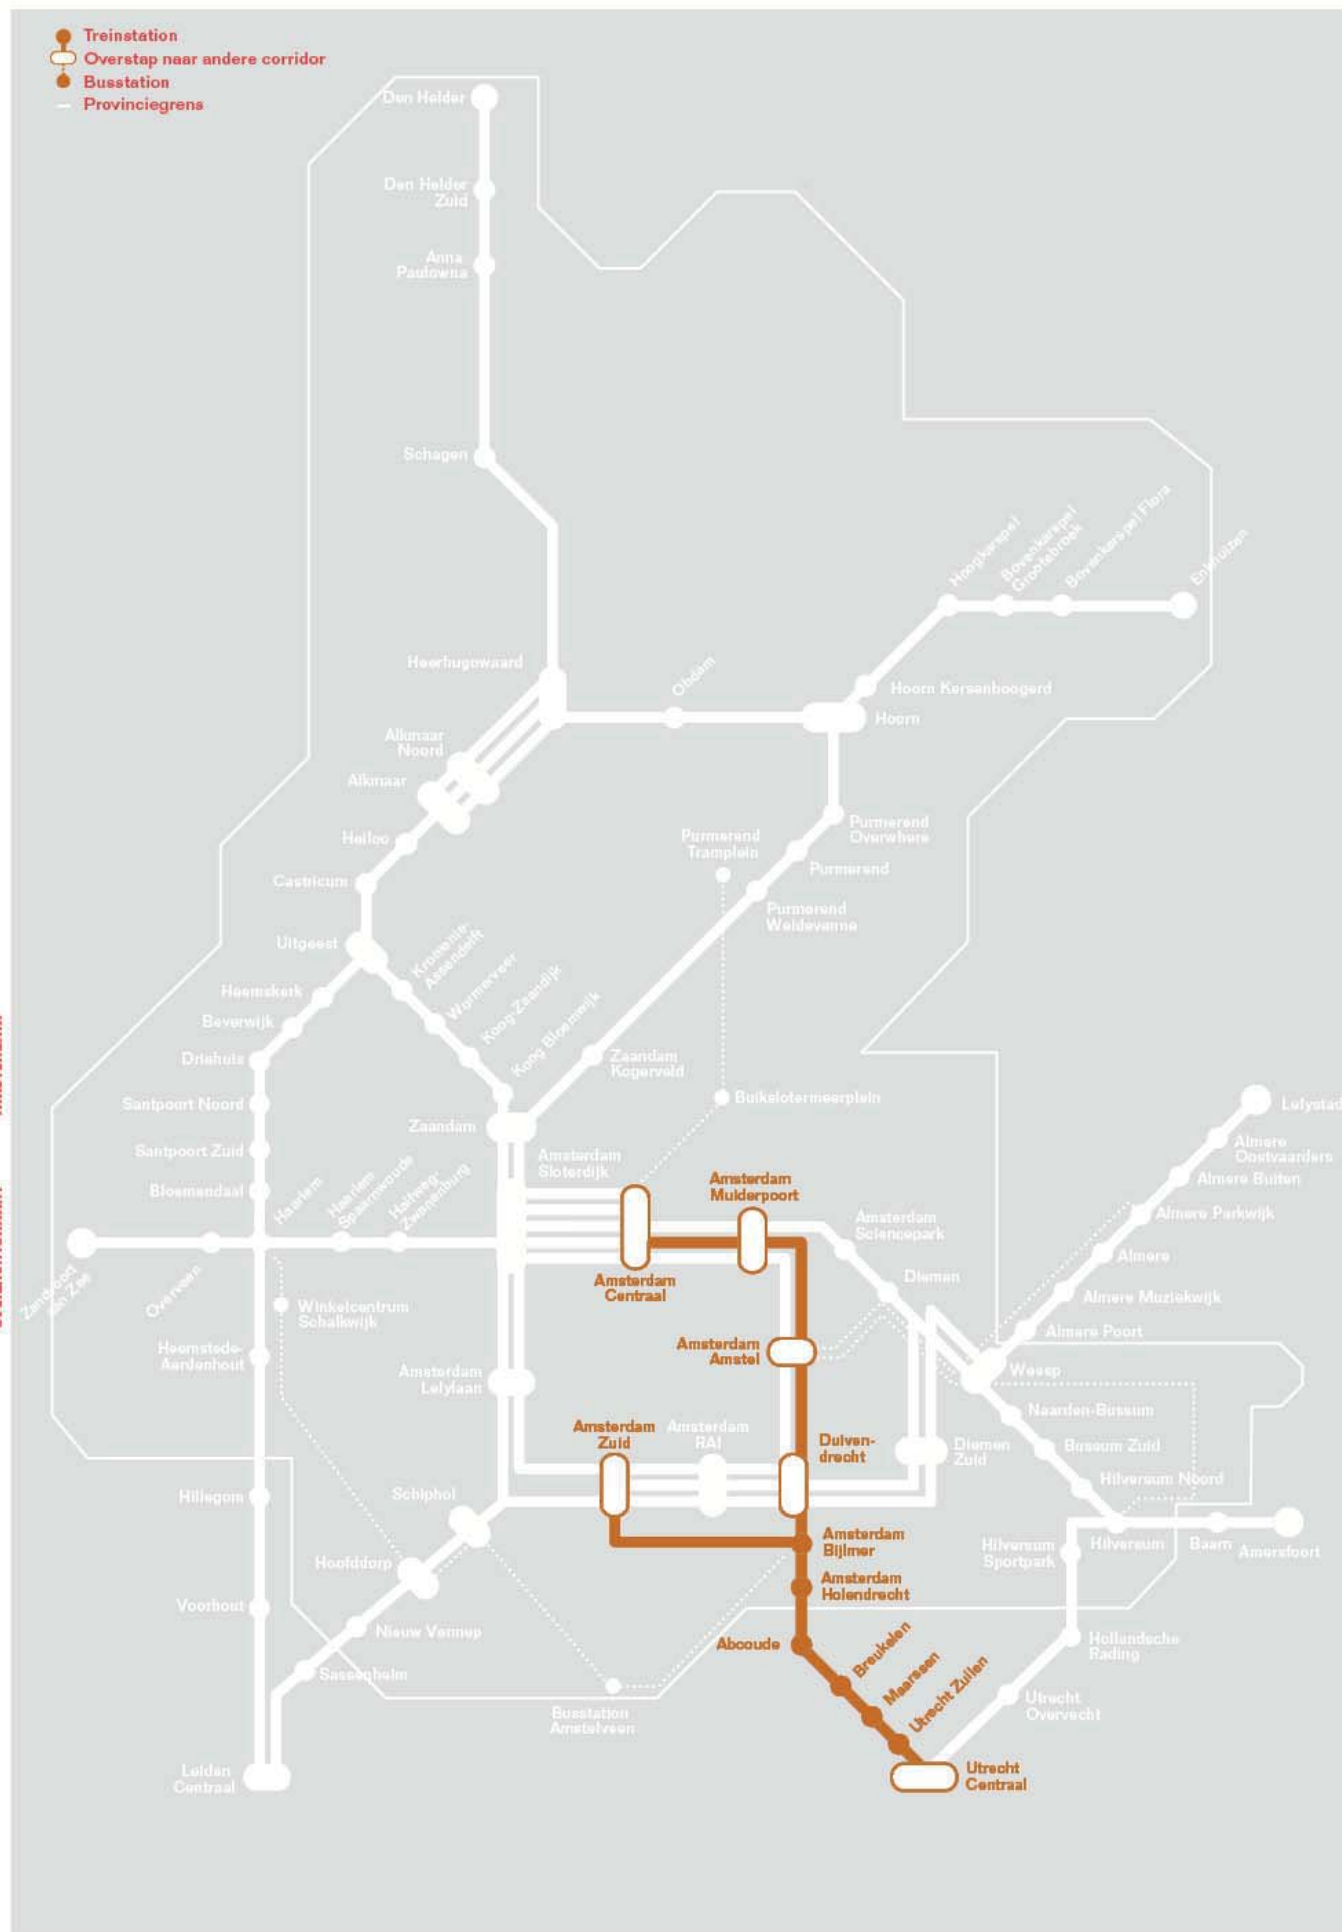 Treinstation
Overstap naar andere corridor
Busstation
Provinciegrens
Den Helder
Den Helder
Zuid
Anna
Paulowna
Schagen
Hoogkarspel
Bovenkarspel
Grootebroek
Bovenkarspel Flora
Enkhuizen
Heerhugowaard
Obdam
Hoorn Kersenboogerd
Hoorn
Alkmaar
Noord
Alkmaar
Heiloo
Castricum
Uitgeest
Purmerend
Overwhere
Purmerend
Tramplein
Purmerend
Purmerend
Weidevenne
Krommenie-
Assendelft
Wormerveer
Koog-Zaandijk
Koog Bloemwijk
Heemskerk
Beverwijk
Driehuis
Santpoort Noord
Santpoort Zuid
Bloemendaal
Zaandam
Kogerveld
Buikslotermeerplein
Zaandam
Amsterdam
Sloterdijk
Lelystad
Almere
Oostvaarders
Almere Buiten
Almere Parkwijk
Almere
Almere Muziekwijk
Almere Poort
Haarlem
Haarlem
Spaarnwoude
Halfweg-
Zwanenburg
Amsterdam
Muiderpoort
Amsterdam
Sciencepark
Diemen
Amsterdam
Centraal
Zandvoort
aan Zee
Overveen
Winkelcentrum
Schalkwijk
Heemstede-
Aerdenhout
Amsterdam
Lelylaan
Amsterdam
Amstel
Weesp
Naarden-Bussum
Bussum Zuid
Hilversum Noord
Amsterdam
Zuid
Amsterdam
RAI
Duiven-
drecht
Diemen
Zuid
Hillegom
Schiphol
Hoofddorp
Amsterdam
Bijlmer
Hilversum
Sportpark
Hilversum
Baarn
Amersfoort
Amsterdam
Holendrecht
Voorhout
Nieuw Vennep
Sassenheim
Abcoude
Breukelen
Maarssen
Utrecht Zuilen
Hollandsche
Rading
Utrecht
Overvecht
Busstation
Amstelveen
Leiden
Centraal
Utrecht
Centraal